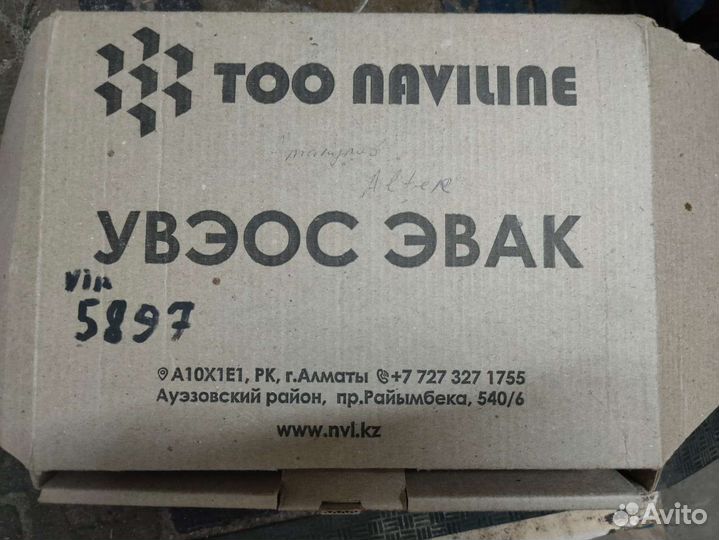 ТОО NAVILINE
Alter
УВЭОС ЭВАК
Vin
5897
A10X1E1, РК, г.Алматы +7 727 327 1755
Ауэзовский район, пр.Райымбека, 540/6
www.nvl.kz
Avito